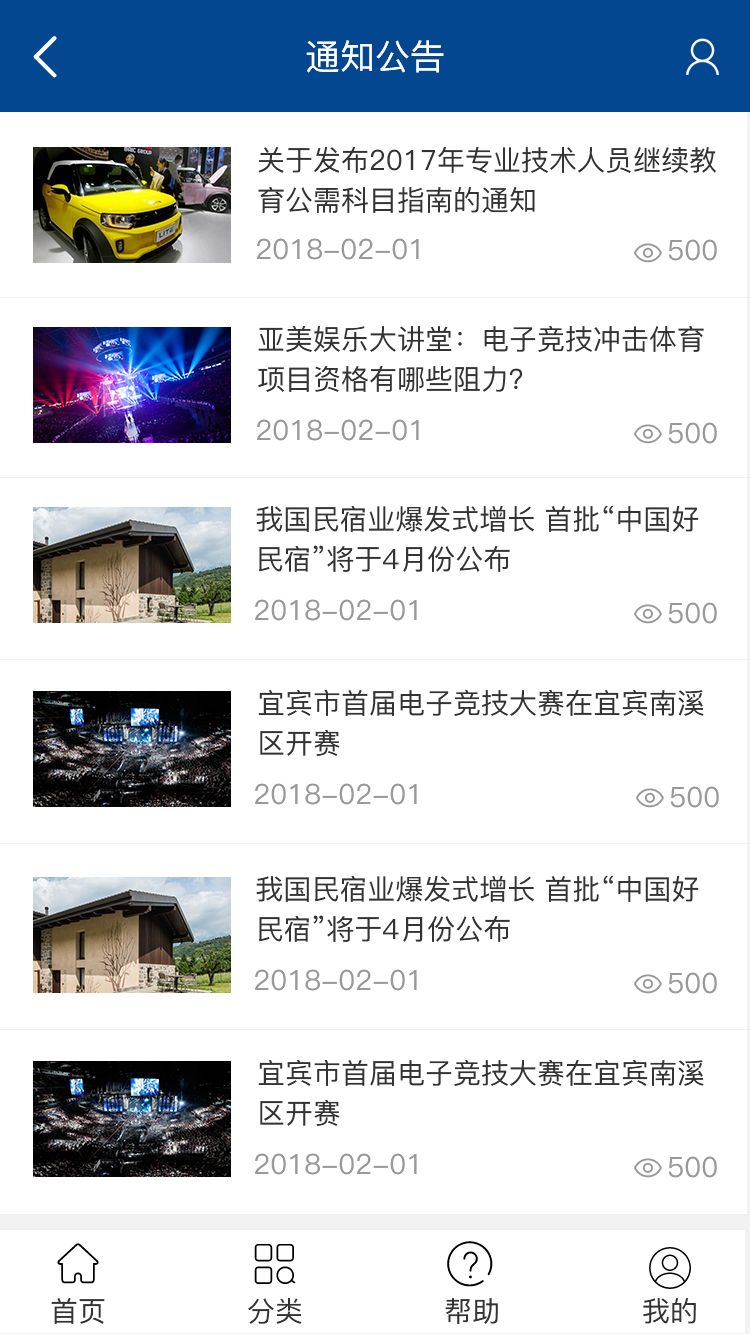 通知公告
关于发布2017年专业技术人员继续教
育公需科目指南的通知
2018-02-01
500
亚美娱乐大讲堂：电子竞技冲击体育
项目资格有哪些阻力？
2018-02-01
500
我国民宿业爆发式增长 首批“中国好
民宿”将于4月份公布
2018-02-01
500
宜宾市首届电子竞技大赛在宜宾南溪
区开赛
2018-02-01
500
我国民宿业爆发式增长 首批“中国好
民宿”将于4月份公布
2018-02-01
500
宜宾市首届电子竞技大赛在宜宾南溪
区开赛
2018-02-01
500
首页
分类
帮助
我的